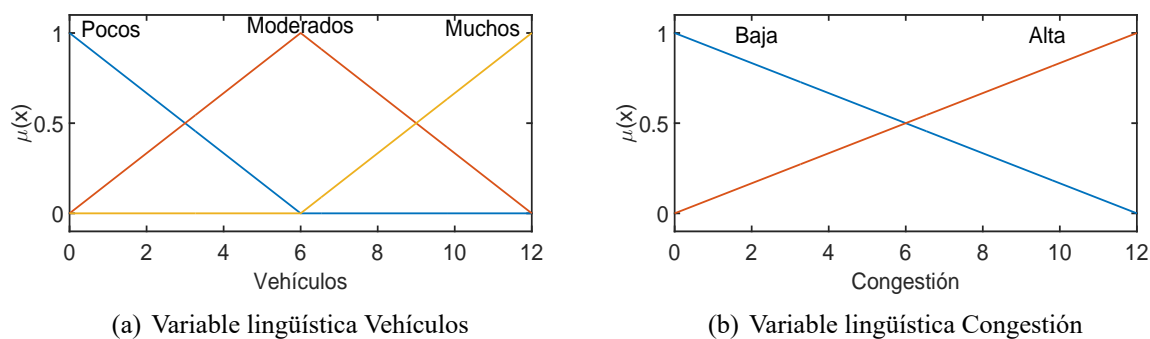 Pocos Moderados Muchos
1
0.5
0
μ(x)
0 2 4 6 8 10 12
Vehículos
(a) Variable lingüística Vehículos
Baja Alta
1
0.5
0
μ(x)
0 2 4 6 8 10 12
Congestión
(b) Variable lingüística Congestión